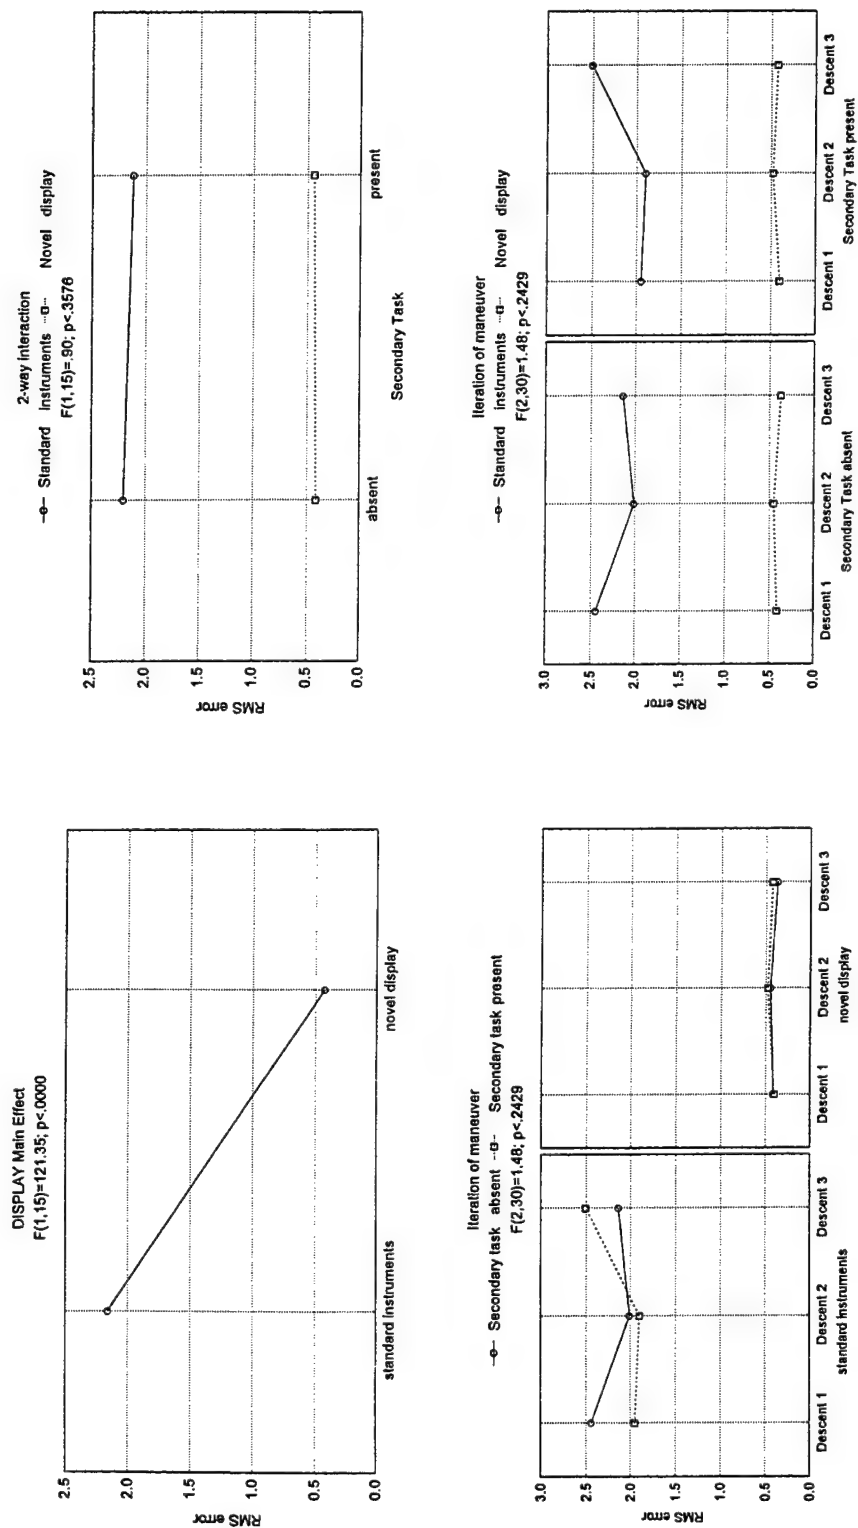 DISPLAY Main Effect
F(1,15)=121.35; p<.0000
2.5
2.0
1.5
1.0
0.5
0.0
RMS error
standard instruments
novel display
2-way interaction
Standard Instruments Novel display
F(1,15)=.90; p<.3576
2.5
2.0
1.5
1.0
0.5
0.0
RMS error
absent
present
Secondary Task
Iteration of maneuver
Secondary task absent Secondary task present
F(2,30)=1.48; p<.2429
3.0
2.5
2.0
1.5
1.0
0.5
0.0
RMS error
Descent 1 Descent 2 Descent 3
standard instruments
Descent 1 Descent 2 Descent 3
novel display
Iteration of maneuver
Standard instruments Novel display
F(2,30)=1.48; p<.2429
3.0
2.5
2.0
1.5
1.0
0.5
0.0
RMS error
Descent 1 Descent 2 Descent 3
Secondary Task absent
Descent 1 Descent 2 Descent 3
Secondary Task present